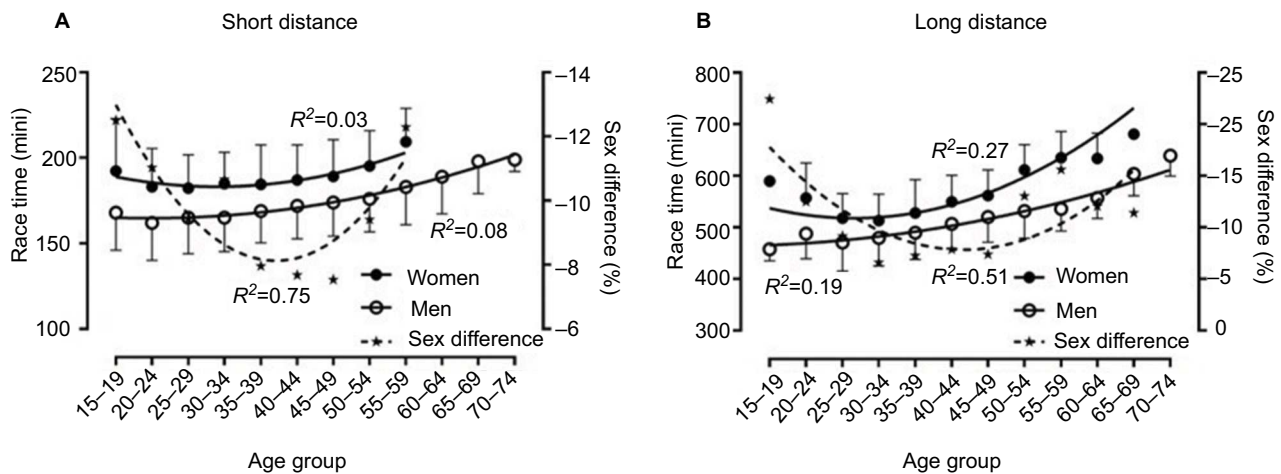 A Short distance
250
200
150
100
Race time (mini)
–14
–12
–10
–8
–6
Sex difference (%)
R²=0.03
R²=0.08
R²=0.75
Women
Men
Sex difference
15–19
20–24
25–29
30–34
35–39
40–44
45–49
50–54
55–59
60–64
65–69
70–74
Age group
B Long distance
800
700
600
500
400
300
Race time (mini)
–25
–25
–15
–10
–5
0
Sex difference (%)
R²=0.27
R²=0.19
R²=0.51
Women
Men
Sex difference
15–19
20–24
25–29
30–34
35–39
40–44
45–49
50–54
55–59
60–64
65–69
70–74
Age group